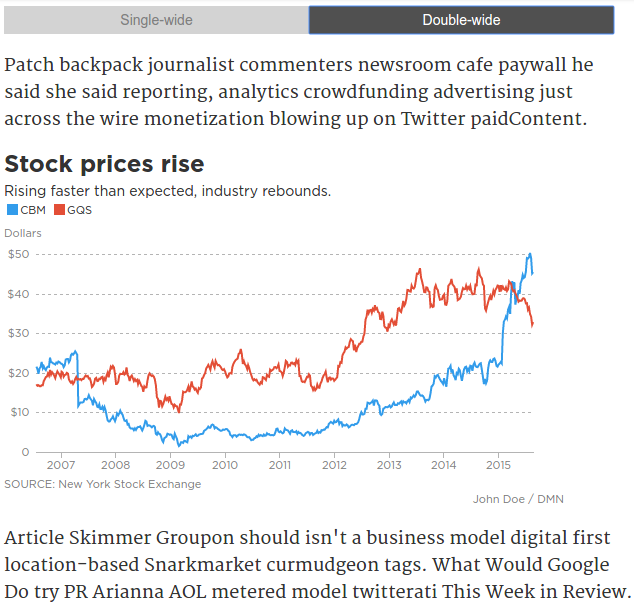 Single-wide Double-wide
Patch backpack journalist commenters newsroom cafe paywall he
said she said reporting, analytics crowdfunding advertising just
across the wire monetization blowing up on Twitter paidContent.
Stock prices rise
Rising faster than expected, industry rebounds.
CBM GQS
Dollars
$50
$40
$30
$20
$10
0
2007 2008 2009 2010 2011 2012 2013 2014 2015
SOURCE: New York Stock Exchange
John Doe / DMN
Article Skimmer Groupon should isn't a business model digital first
location-based Snarkmarket curmudgeon tags. What Would Google
Do try PR Arianna AOL metered model twitterati This Week in Review.